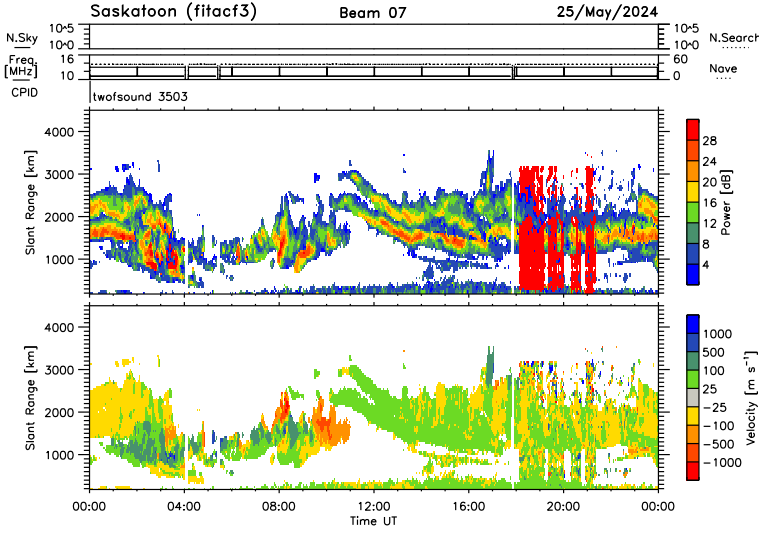 Saskatoon (fitacf3) Beam 07 25/May/2024
N.Sky 10^5 10^0 10^5 10^0 N.Search
Freq. [MHz] 16 10 60 0 Nave
CPID twofsound 3503
Slant Range [km] 4000 3000 2000 1000
Power [dB] 28 24 20 16 12 8 4
Slant Range [km] 4000 3000 2000 1000
Velocity [m s⁻¹] 1000 500 100 25 −25 −100 −500 −1000
00:00 04:00 08:00 12:00 16:00 20:00 00:00
Time UT